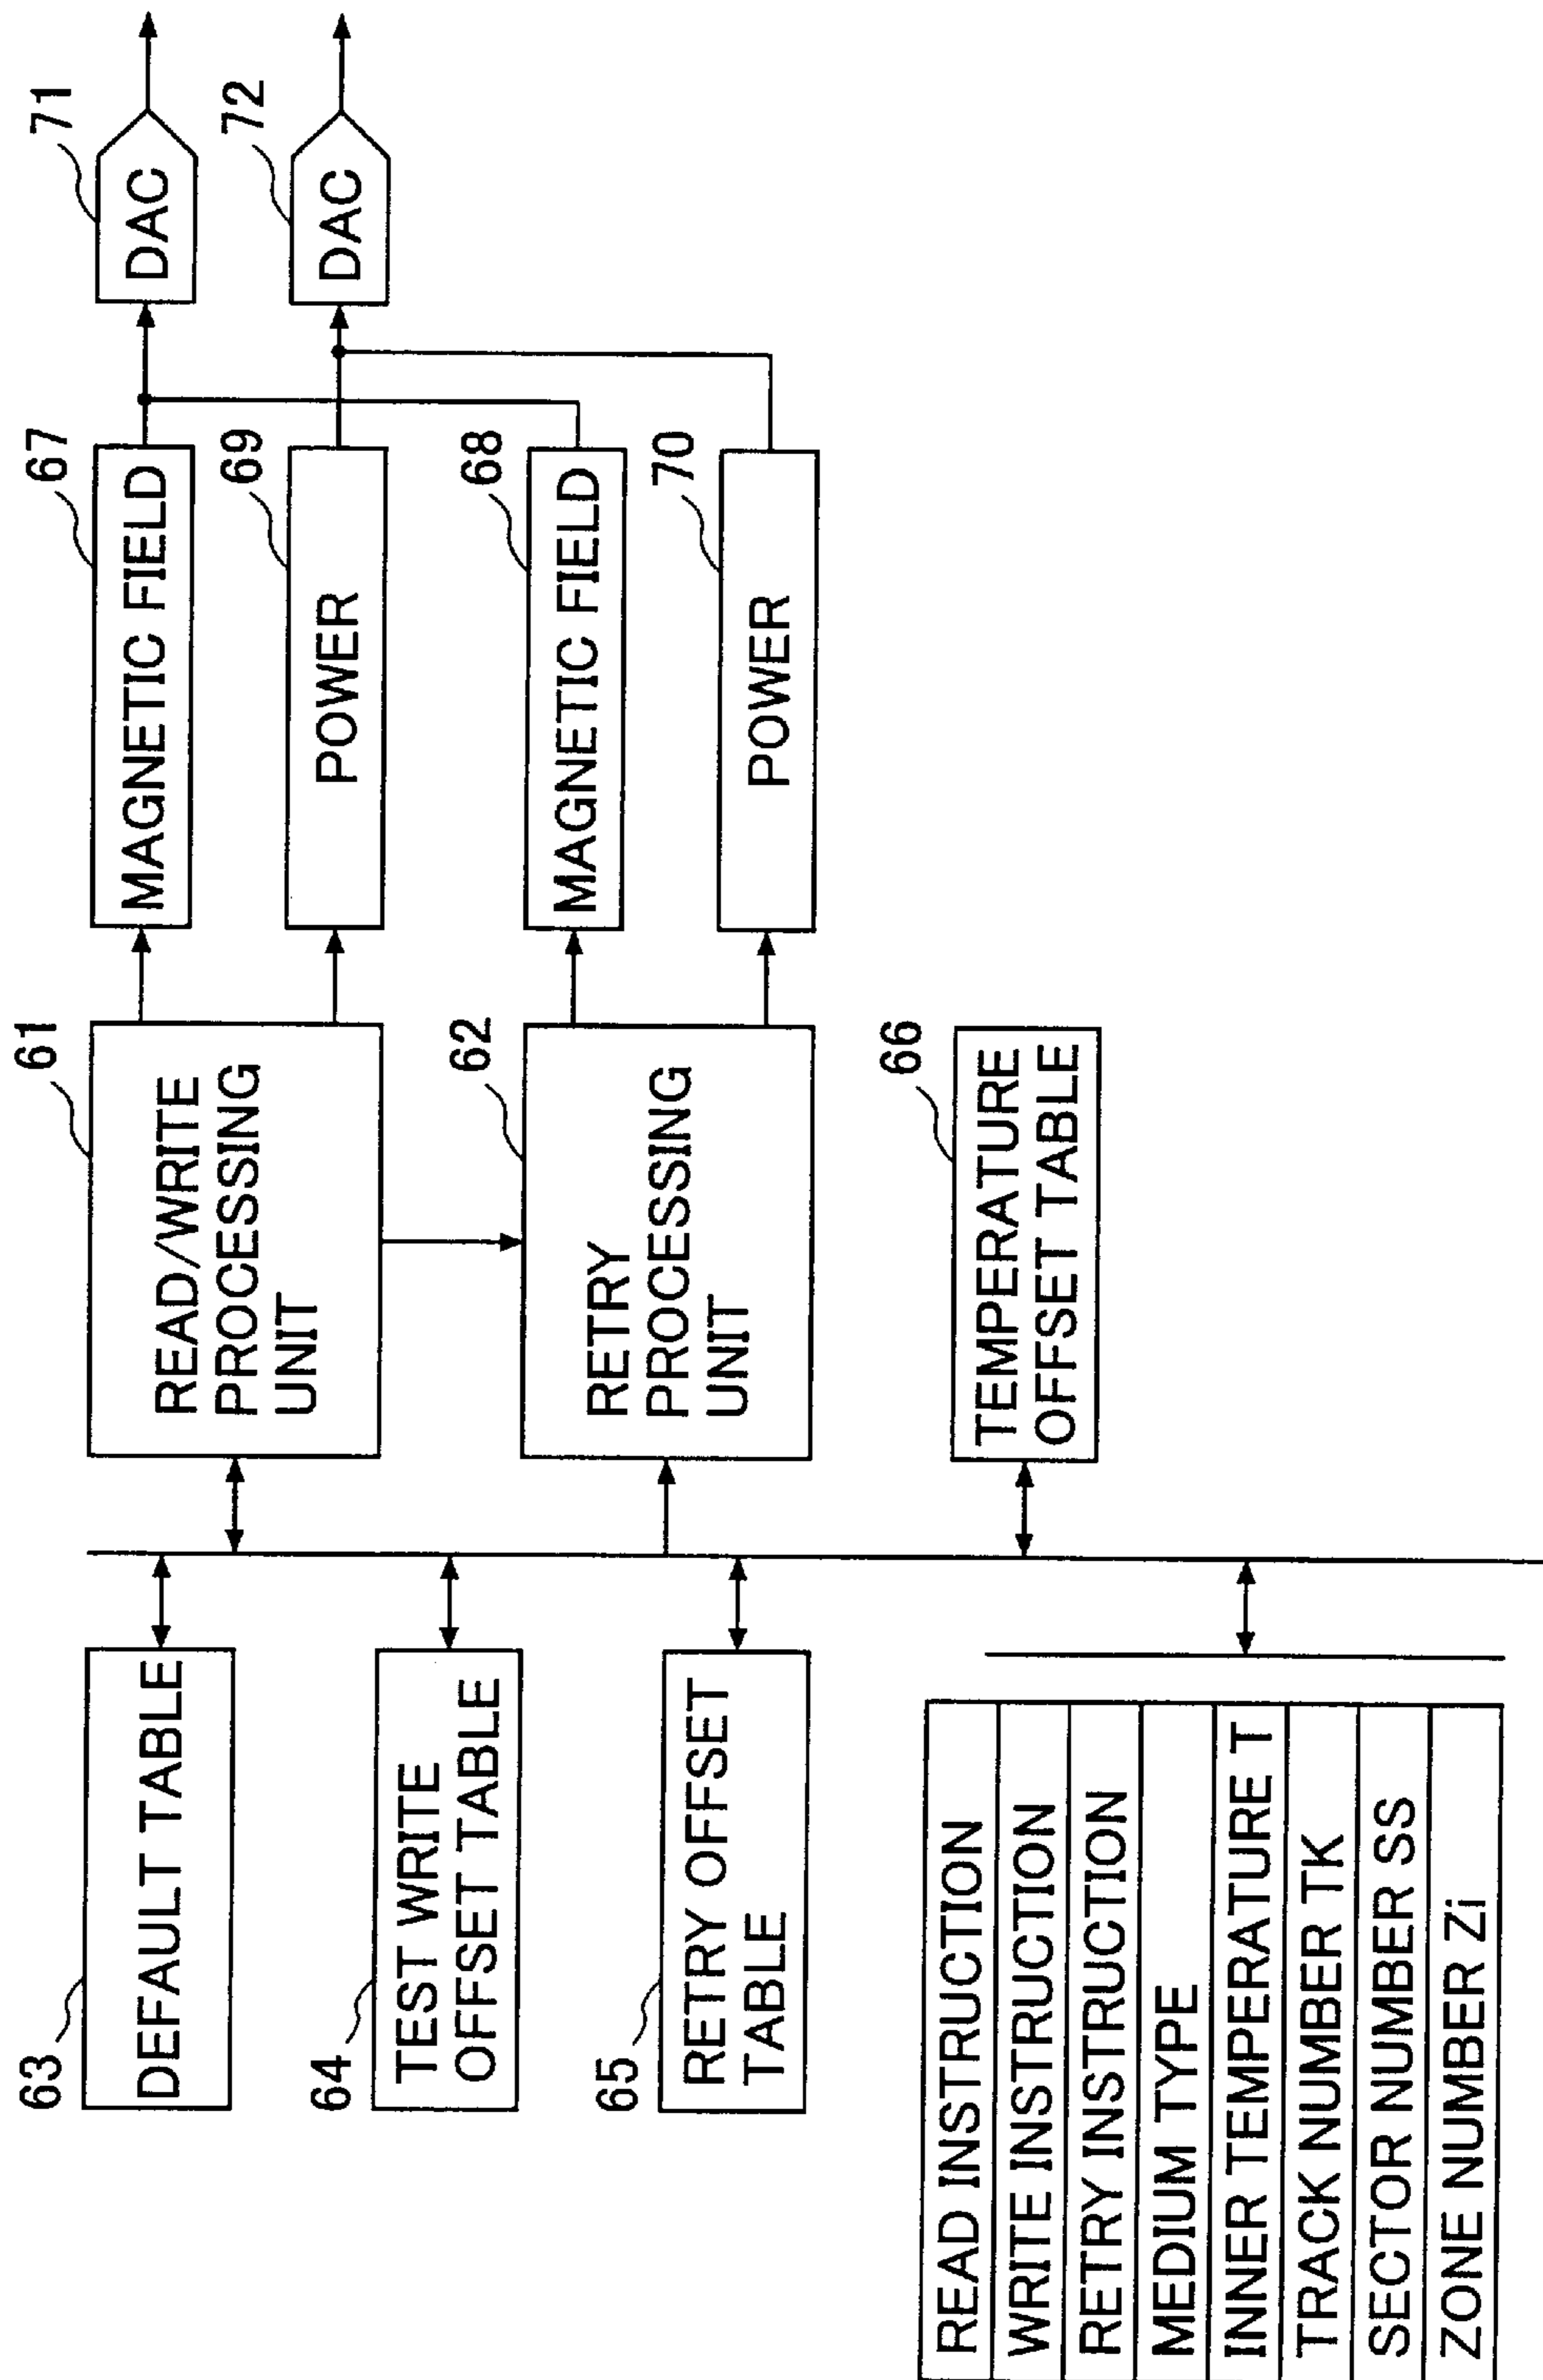 63
DEFAULT TABLE
64
TEST WRITE
OFFSET TABLE
65
RETRY OFFSET
TABLE
READ INSTRUCTION
WRITE INSTRUCTION
RETRY INSTRUCTION
MEDIUM TYPE
INNER TEMPERATURE T
TRACK NUMBER TK
SECTOR NUMBER SS
ZONE NUMBER Zi
61
READ/WRITE
PROCESSING
UNIT
62
RETRY
PROCESSING
UNIT
66
TEMPERATURE
OFFSET TABLE
67
MAGNETIC FIELD
69
POWER
68
MAGNETIC FIELD
70
POWER
71
DAC
72
DAC